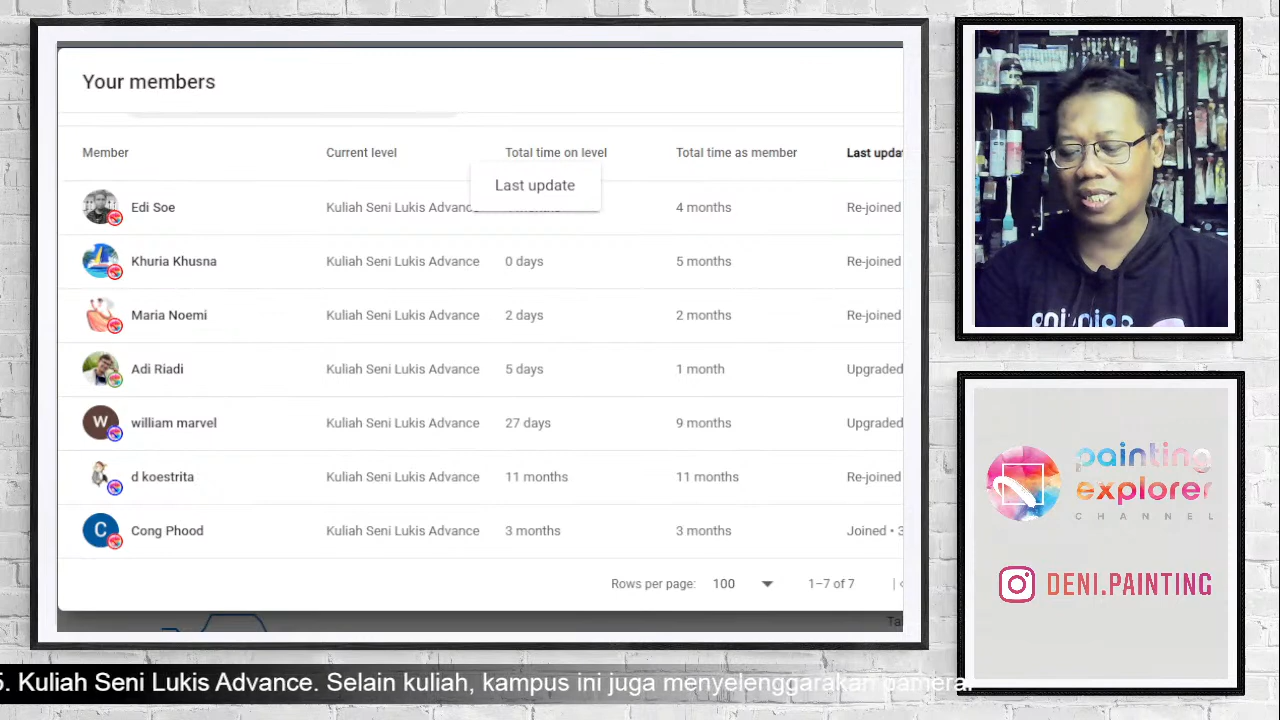 Your members
Member Current level Total time on level Total time as member
Last update
Edi Soe Kuliah Seni Lukis 4 months Re-joined
Khuria Khusna Kuliah Seni Lukis Advance 0 days 5 months Re-joined
Maria Noemi Kuliah Seni Lukis Advance 2 days 2 months Re-joined
Adi Riadi Kuliah Seni Lukis Advance 5 days 1 month Upgraded
W william marvel Kuliah Seni Lukis Advance 27 days 9 months Upgraded
d koestrita Kuliah Seni Lukis Advance 11 months 11 months Re-joined
C Cong Phood Kuliah Seni Lukis Advance 3 months 3 months Joined • 3
Rows per page: 100 1–7 of 7
painting
explorer
CHANNEL
DENI.PAINTING
5. Kuliah Seni Lukis Advance. Selain kuliah, kampus ini juga menyelenggarakan pamera